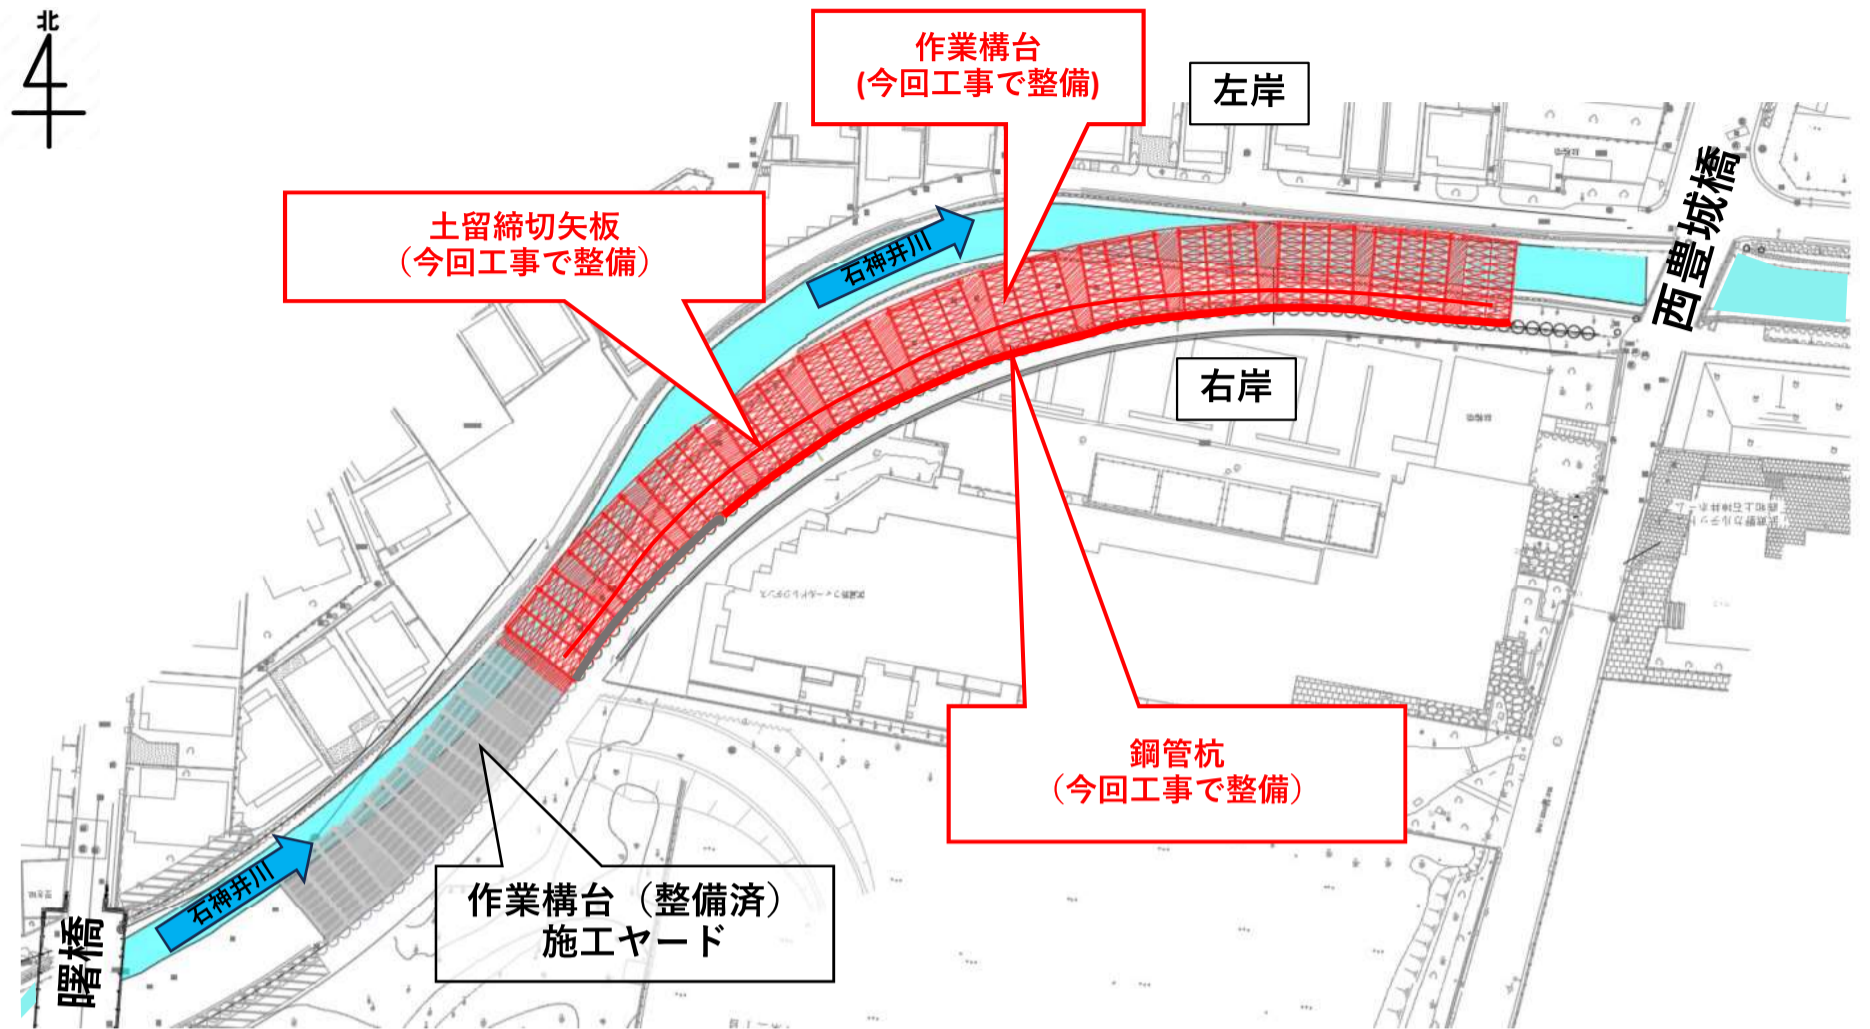 北
作業構台
(今回工事で整備)
左岸
西豊城橋
土留締切矢板
（今回工事で整備）
石神井川
右岸
鋼管杭
（今回工事で整備）
作業構台（整備済）
施工ヤード
石神井川
曙橋